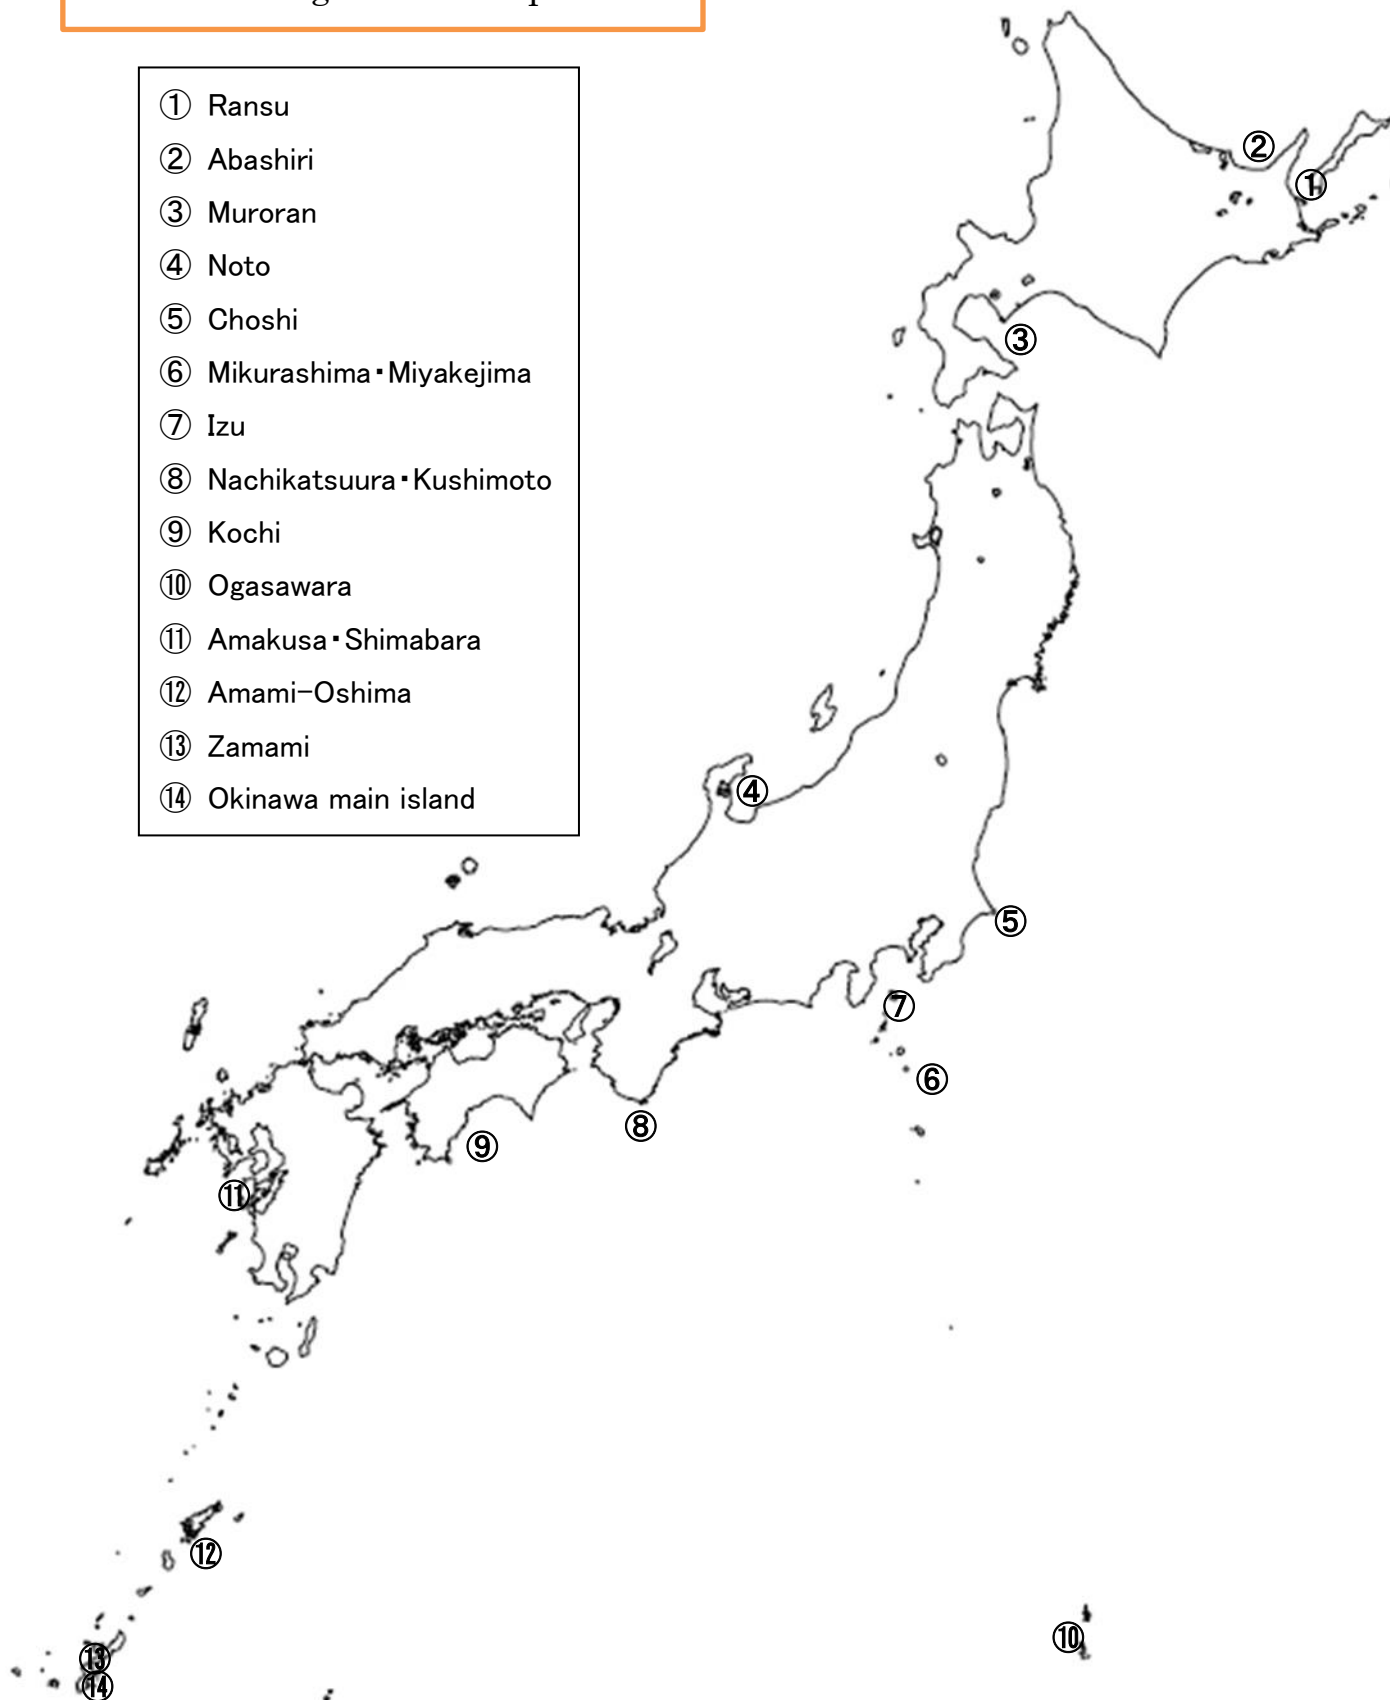 ① Ransu
② Abashiri
③ Muroran
④ Noto
⑤ Choshi
⑥ Mikurashima・Miyakejima
⑦ Izu
⑧ Nachikatsuura・Kushimoto
⑨ Kochi
⑩ Ogasawara
⑪ Amakusa・Shimabara
⑫ Amami-Oshima
⑬ Zamami
⑭ Okinawa main island
②
①
③
④
⑤
⑦
⑥
⑧
⑨
⑪
⑫
⑩
⑬
⑭